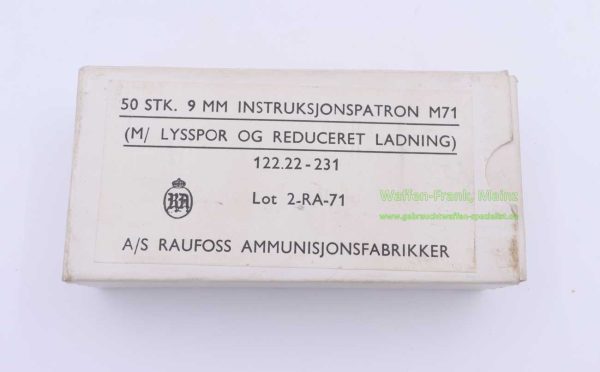 50 STK. 9 MM INSTRUKSJONSPATRON M71
(M/ LYSSPOR OG REDUCERET LADNING)
122.22-231
RA
Lot 2-RA-71
Waffen-Frank, Mainz
www.gebrauchtwaffen-spezialist.de
A/S RAUFOSS AMMUNISJONSFABRIKKER